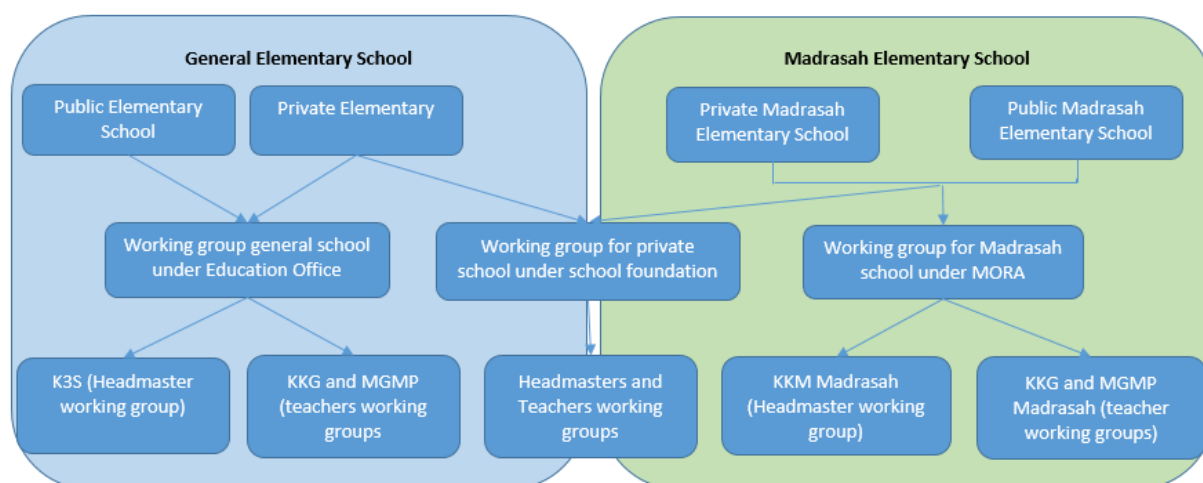 General Elementary School
Madrasah Elementary School
Public Elementary
School
Private Elementary
Private Madrasah
Elementary School
Public Madrasah
Elementary School
Working group general school
under Education Office
Working group for private
school under school foundation
Working group for Madrasah
school under MORA
K3S (Headmaster
working group)
KKG and MGMP
(teachers working
groups
Headmasters and
Teachers working
groups
KKM Madrasah
(Headmaster working
group)
KKG and MGMP
Madrasah (teacher
working groups)